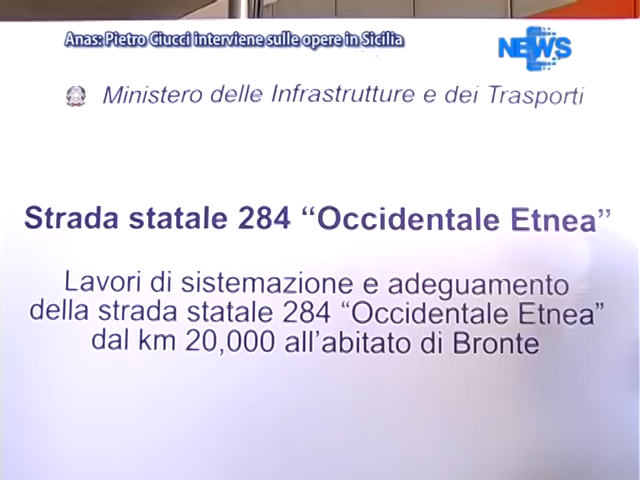 Anas: Pietro Ciucci interviene sulle opere in Sicilia
NEWS
Ministero delle Infrastrutture e dei Trasporti
Strada statale 284 “Occidentale Etnea”
Lavori di sistemazione e adeguamento
della strada statale 284 “Occidentale Etnea”
dal km 20,000 all’abitato di Bronte